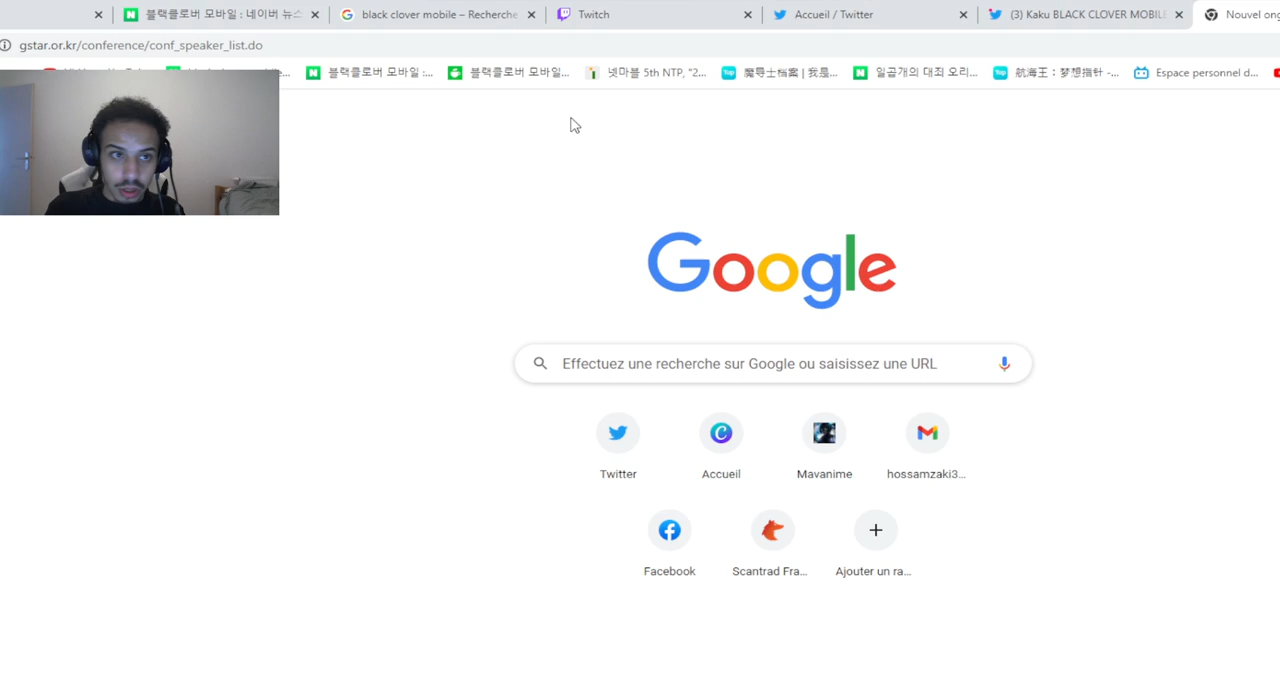 블랙클로버 모바일 : 네이버 뉴스
black clover mobile – Recherche
Twitch
Accueil / Twitter
(3) Kaku BLACK CLOVER MOBILE
Nouvel ong
gstar.or.kr/conference/conf_speaker_list.do
블랙클로버 모바일 :...
블랙클로버 모바일...
넷마블 5th NTP, "2...
魔导士档案 | 我是...
일곱개의 대죄 오리...
航海王：梦想指针 -...
Espace personnel d...
Google
Effectuez une recherche sur Google ou saisissez une URL
Twitter
Accueil
Mavanime
hossamzaki3...
Facebook
Scantrad Fra...
Ajouter un ra...